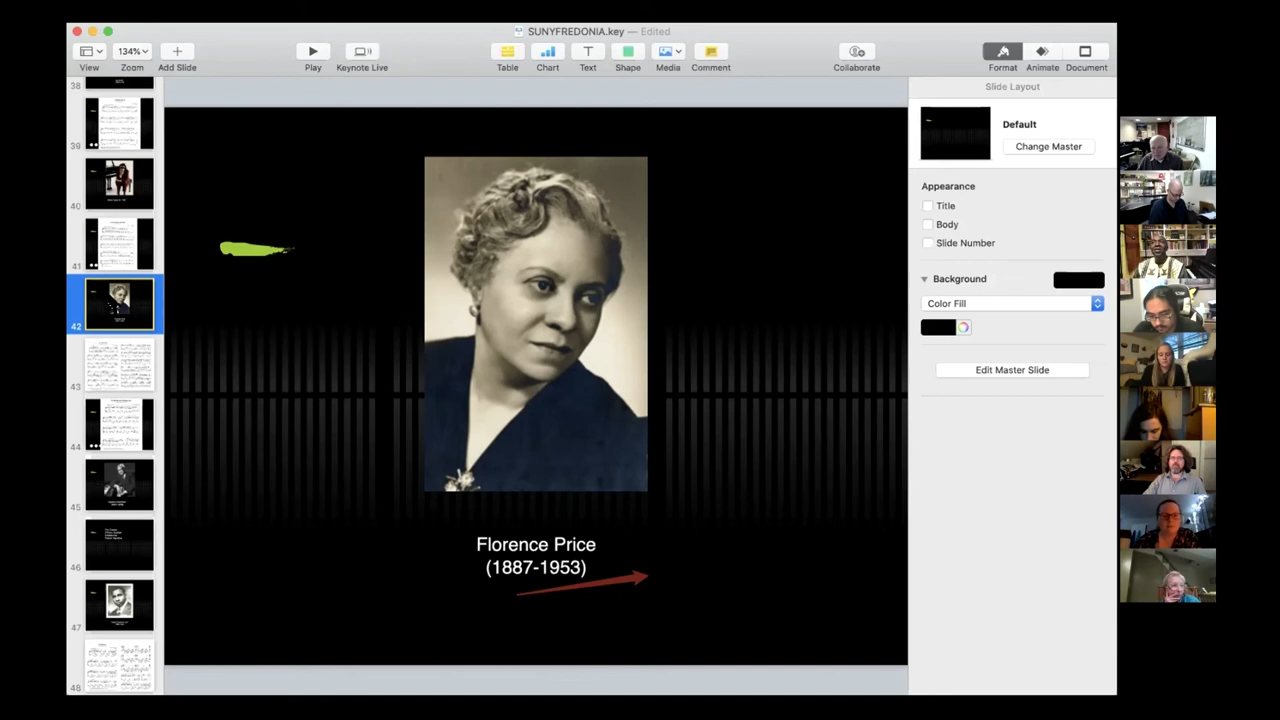 SUNYFREDONIA.key — Edited
134%
View
Zoom
Add Slide
Play
Keynote Live
Table
Chart
Text
Shape
Media
Comment
Collaborate
Format
Animate
Document
38
39
40
41
42
43
44
45
46
47
48
Florence Price
(1887-1953)
Slide Layout
Default
Change Master
Appearance
Title
Body
Slide Number
Background
Color Fill
Edit Master Slide